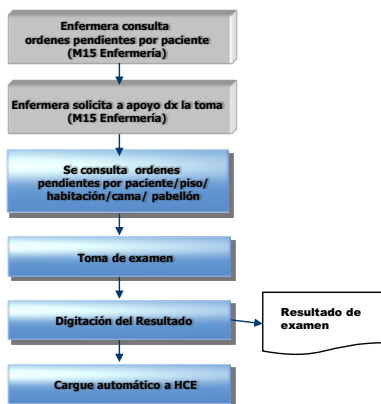 Enfermera consulta
ordenes pendientes por paciente
(M15 Enfermería)
Enfermera solicita a apoyo dx la toma
(M15 Enfermería)
Se consulta ordenes
pendientes por paciente/piso/
habitación/cama/ pabellón
Toma de examen
Digitación del Resultado
Resultado de
examen
Cargue automático a HCE